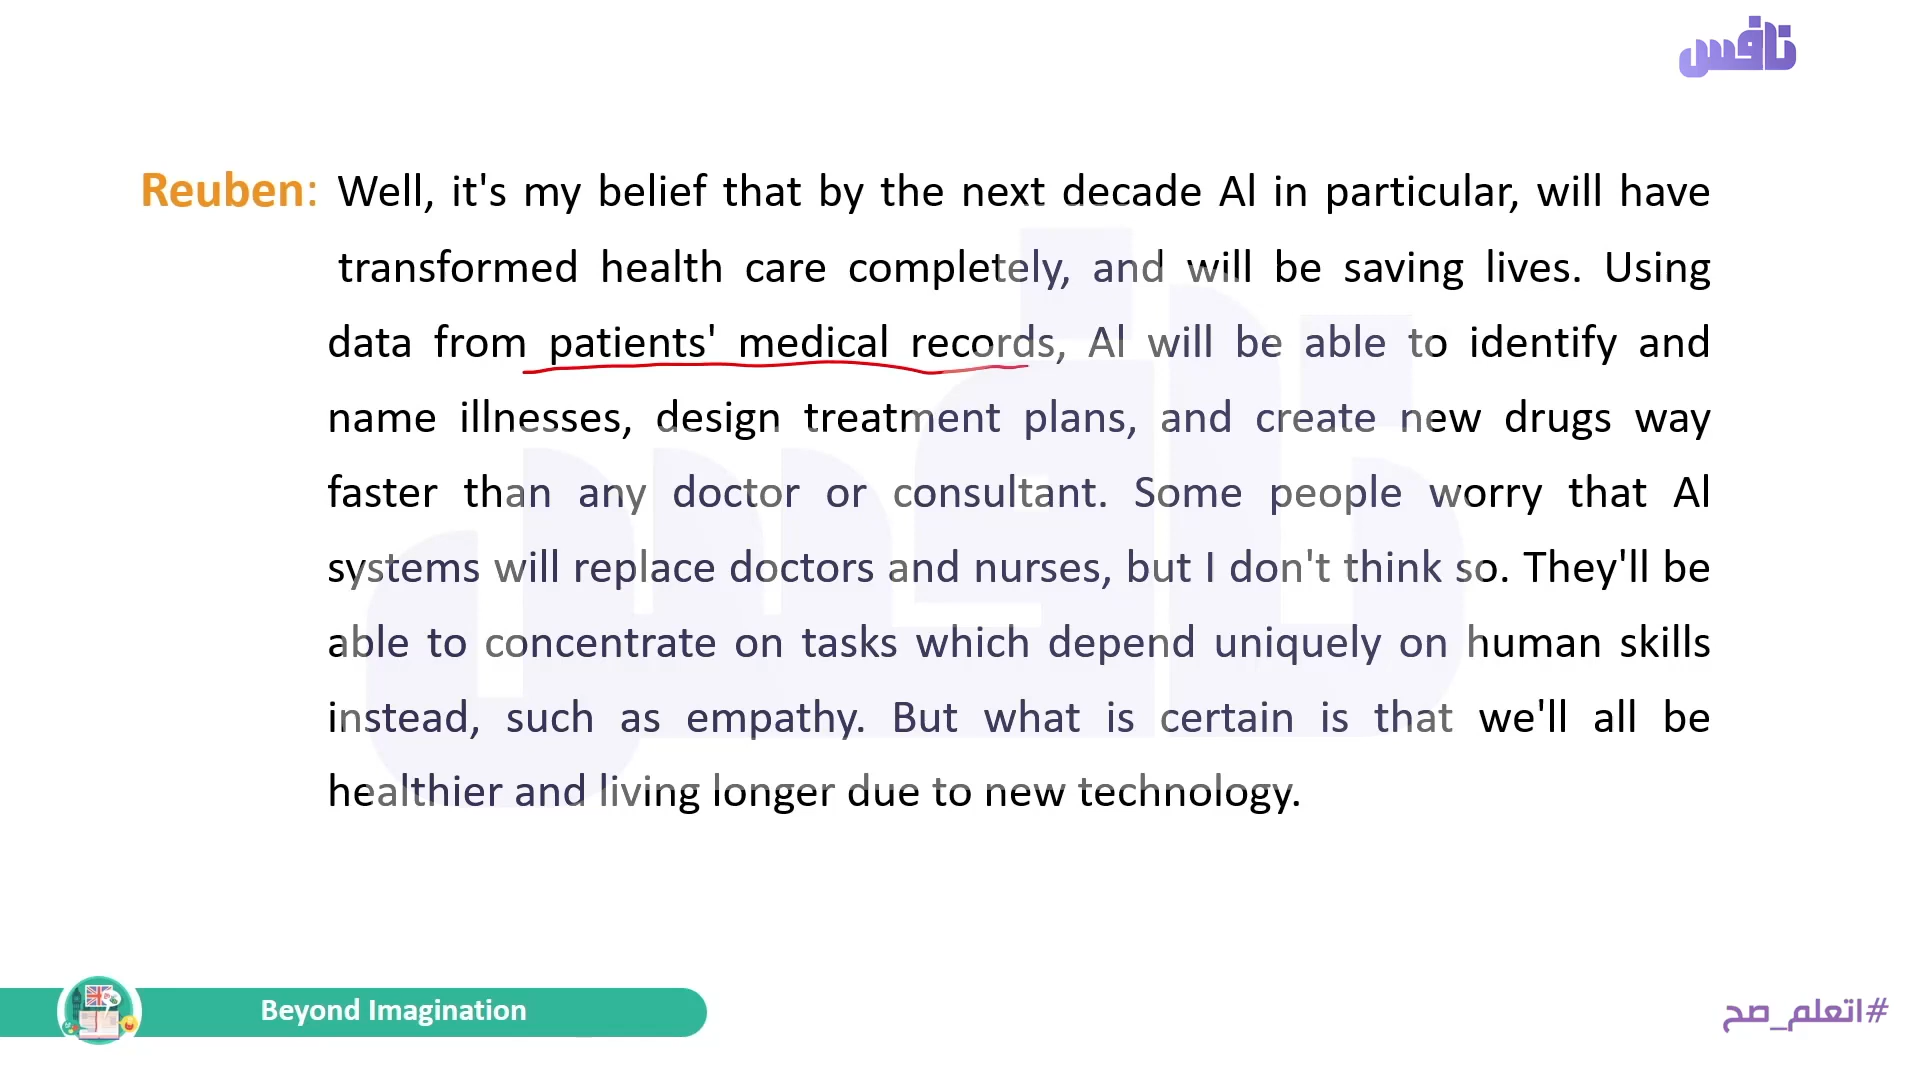 نافس
Reuben: Well, it's my belief that by the next decade Al in particular, will have
transformed health care completely, and will be saving lives. Using
data from patients' medical records, Al will be able to identify and
name illnesses, design treatment plans, and create new drugs way
faster than any doctor or consultant. Some people worry that Al
systems will replace doctors and nurses, but I don't think so. They'll be
able to concentrate on tasks which depend uniquely on human skills
instead, such as empathy. But what is certain is that we'll all be
healthier and living longer due to new technology.
Beyond Imagination
#اتعلم_صح